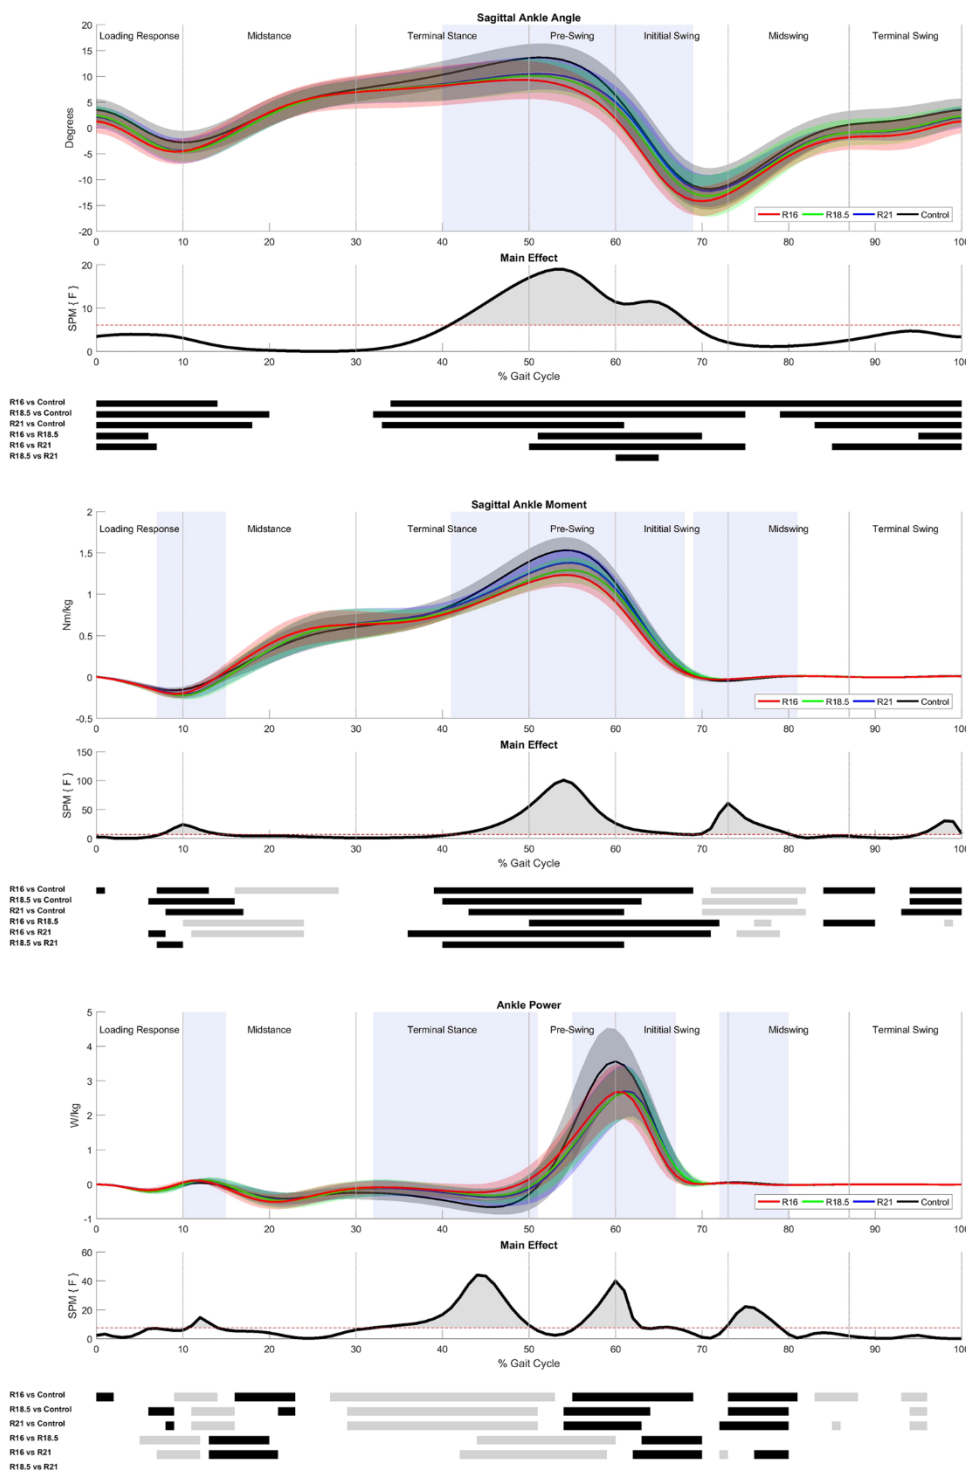 Sagittal Ankle Angle
Loading Response Midstance Terminal Stance Pre-Swing Inititial Swing Midswing Terminal Swing
Degrees
20
15
10
5
0
-5
-10
-15
-20
R16 R18.5 R21 Control
0 10 20 30 40 50 60 70 80 90 100
Main Effect
SPM { F }
20
10
0
0 10 20 30 40 50 60 70 80 90 100
% Gait Cycle
R16 vs Control
R18.5 vs Control
R21 vs Control
R16 vs R18.5
R16 vs R21
R18.5 vs R21
Sagittal Ankle Moment
Loading Response Midstance Terminal Stance Pre-Swing Inititial Swing Midswing Terminal Swing
Nm/kg
2
1.5
1
0.5
0
-0.5
R16 R18.5 R21 Control
0 10 20 30 40 50 60 70 80 90 100
Main Effect
SPM { F }
150
100
50
0
0 10 20 30 40 50 60 70 80 90 100
% Gait Cycle
R16 vs Control
R18.5 vs Control
R21 vs Control
R16 vs R18.5
R16 vs R21
R18.5 vs R21
Ankle Power
Loading Response Midstance Terminal Stance Pre-Swing Inititial Swing Midswing Terminal Swing
W/kg
5
4
3
2
1
0
-1
R16 R18.5 R21 Control
0 10 20 30 40 50 60 70 80 90 100
Main Effect
SPM { F }
60
40
20
0
0 10 20 30 40 50 60 70 80 90 100
% Gait Cycle
R16 vs Control
R18.5 vs Control
R21 vs Control
R16 vs R18.5
R16 vs R21
R18.5 vs R21